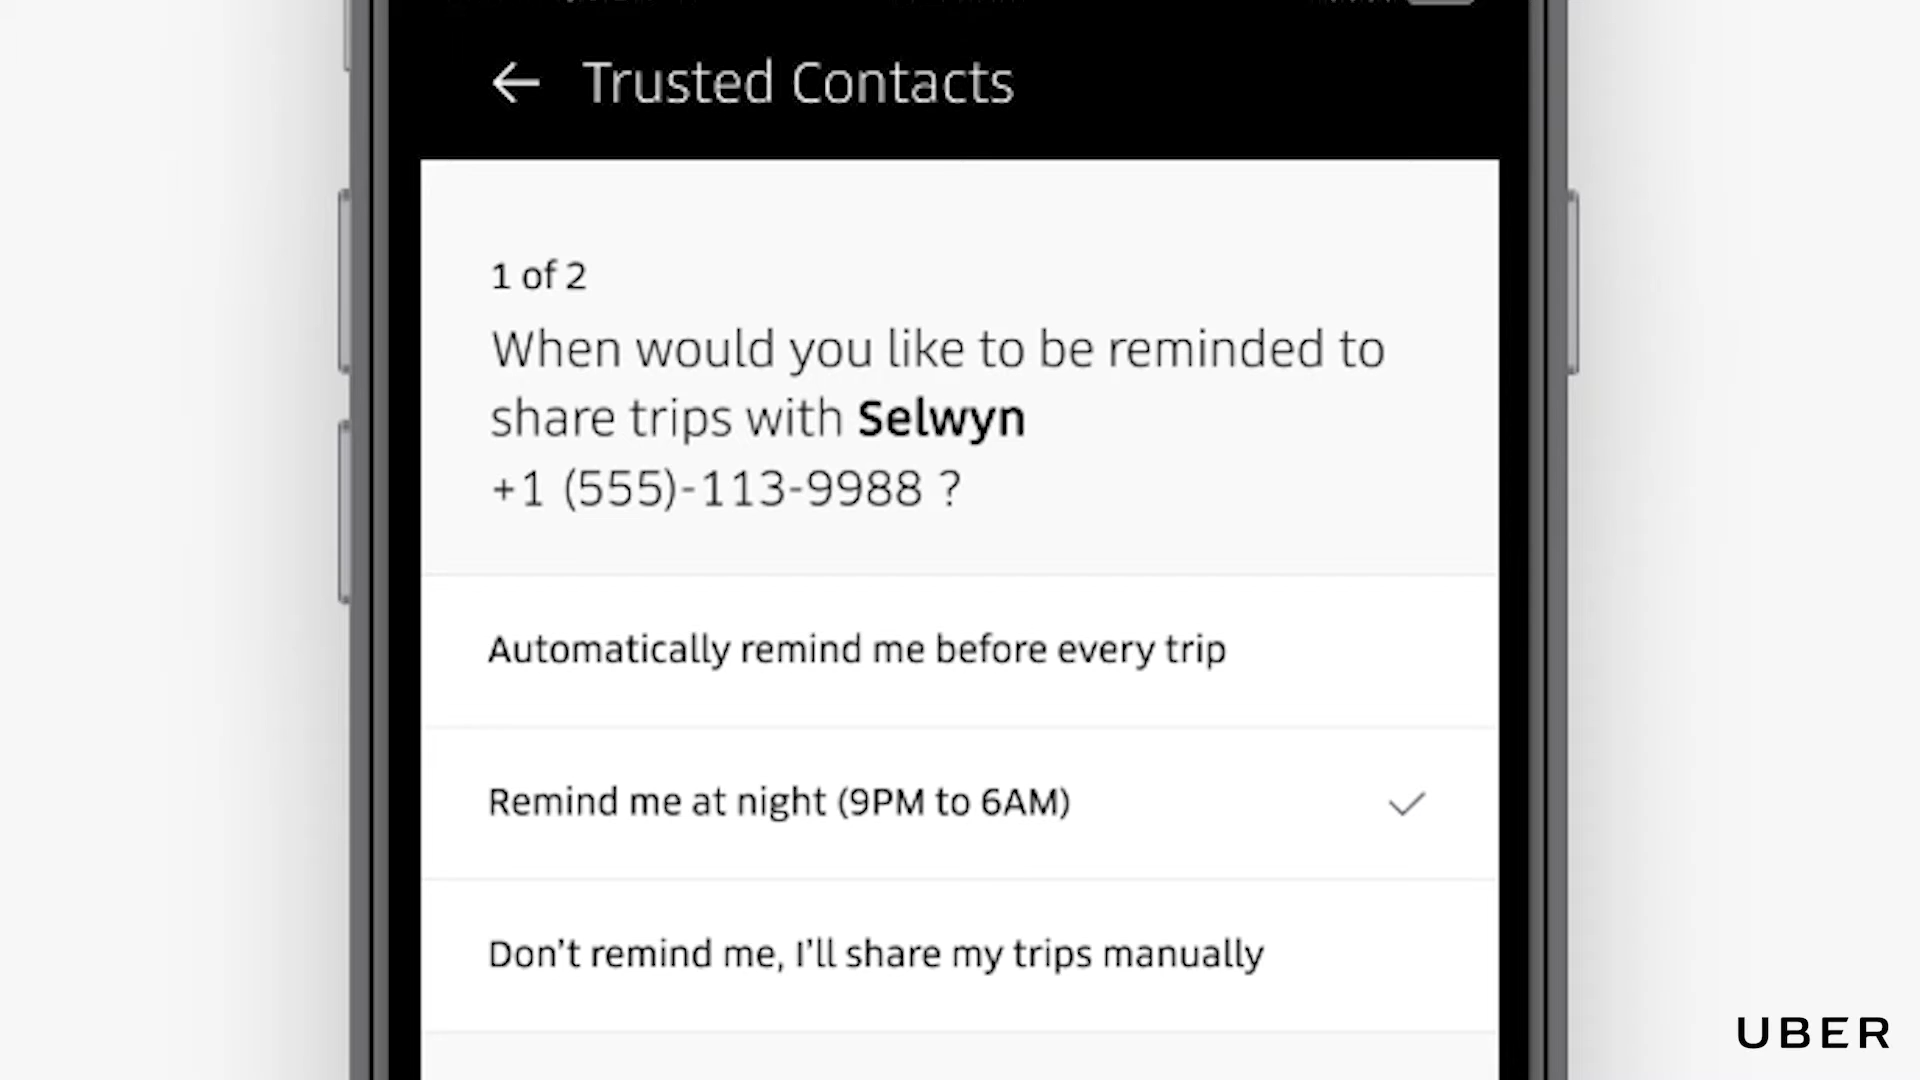 Trusted Contacts
1 of 2
When would you like to be reminded to
share trips with Selwyn
+1 (555)-113-9988 ?
Automatically remind me before every trip
Remind me at night (9PM to 6AM)
Don't remind me, I'll share my trips manually
UBER